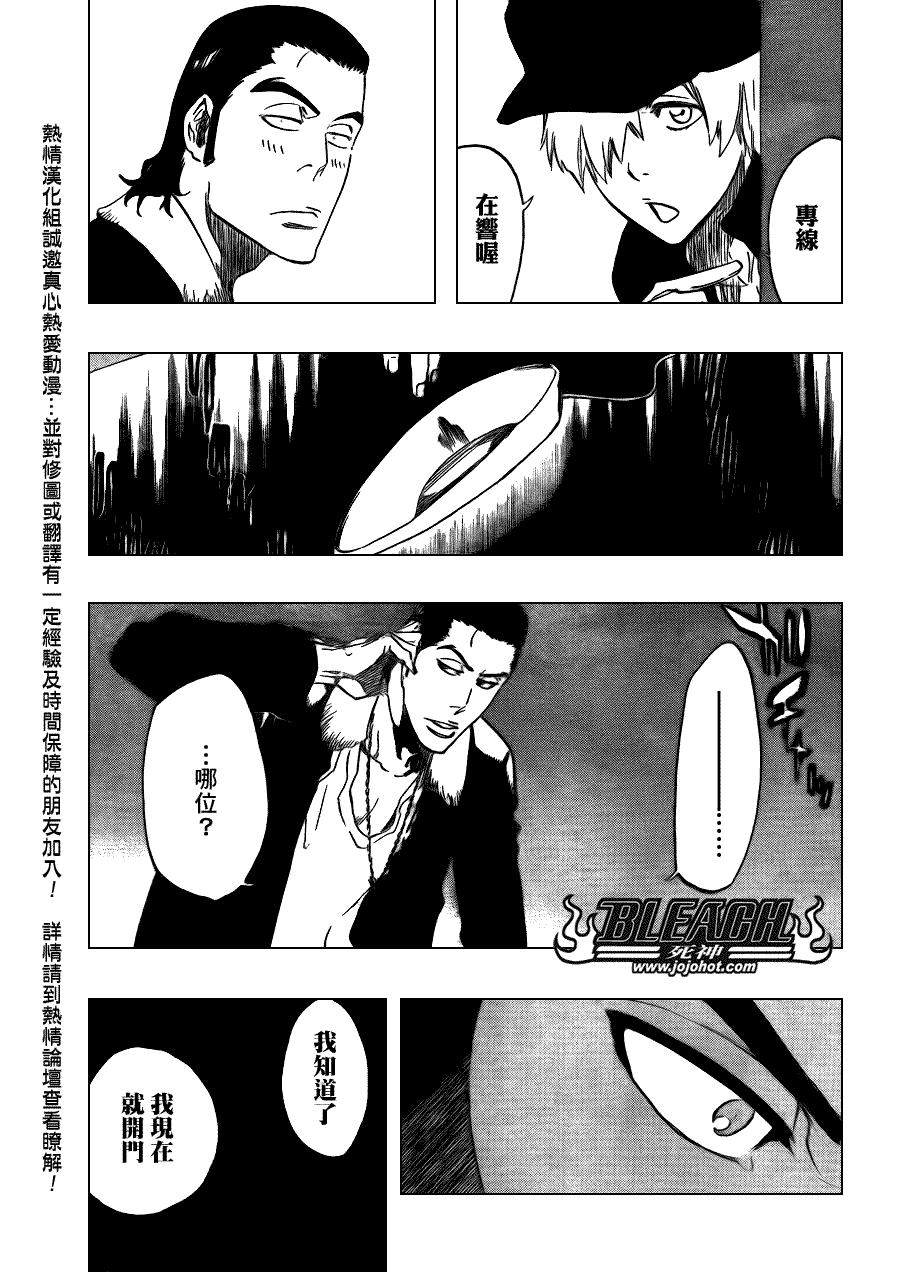 專線
在響喔
————……
…哪位？
BLEACH
死神
www.jojohot.com
我知道了
我現在
就開門
熱情漢化組誠邀真心熱愛動漫…並對修圖或翻譯有一定經驗及時間保障的朋友加入！ 詳情請到熱情論壇查看瞭解！